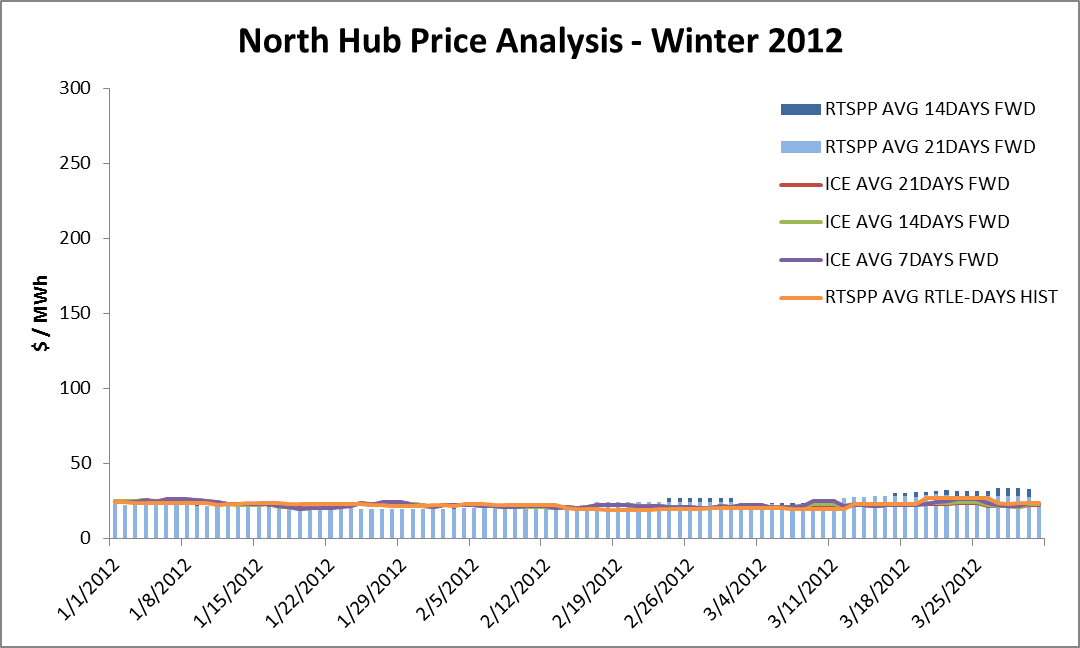 North Hub Price Analysis - Winter 2012
300
250
200
150
100
50
0
$ / MWh
RTSPP AVG 14DAYS FWD
RTSPP AVG 21DAYS FWD
ICE AVG 21DAYS FWD
ICE AVG 14DAYS FWD
ICE AVG 7DAYS FWD
RTSPP AVG RTLE-DAYS HIST
1/1/2012
1/8/2012
1/15/2012
1/22/2012
1/29/2012
2/5/2012
2/12/2012
2/19/2012
2/26/2012
3/4/2012
3/11/2012
3/18/2012
3/25/2012